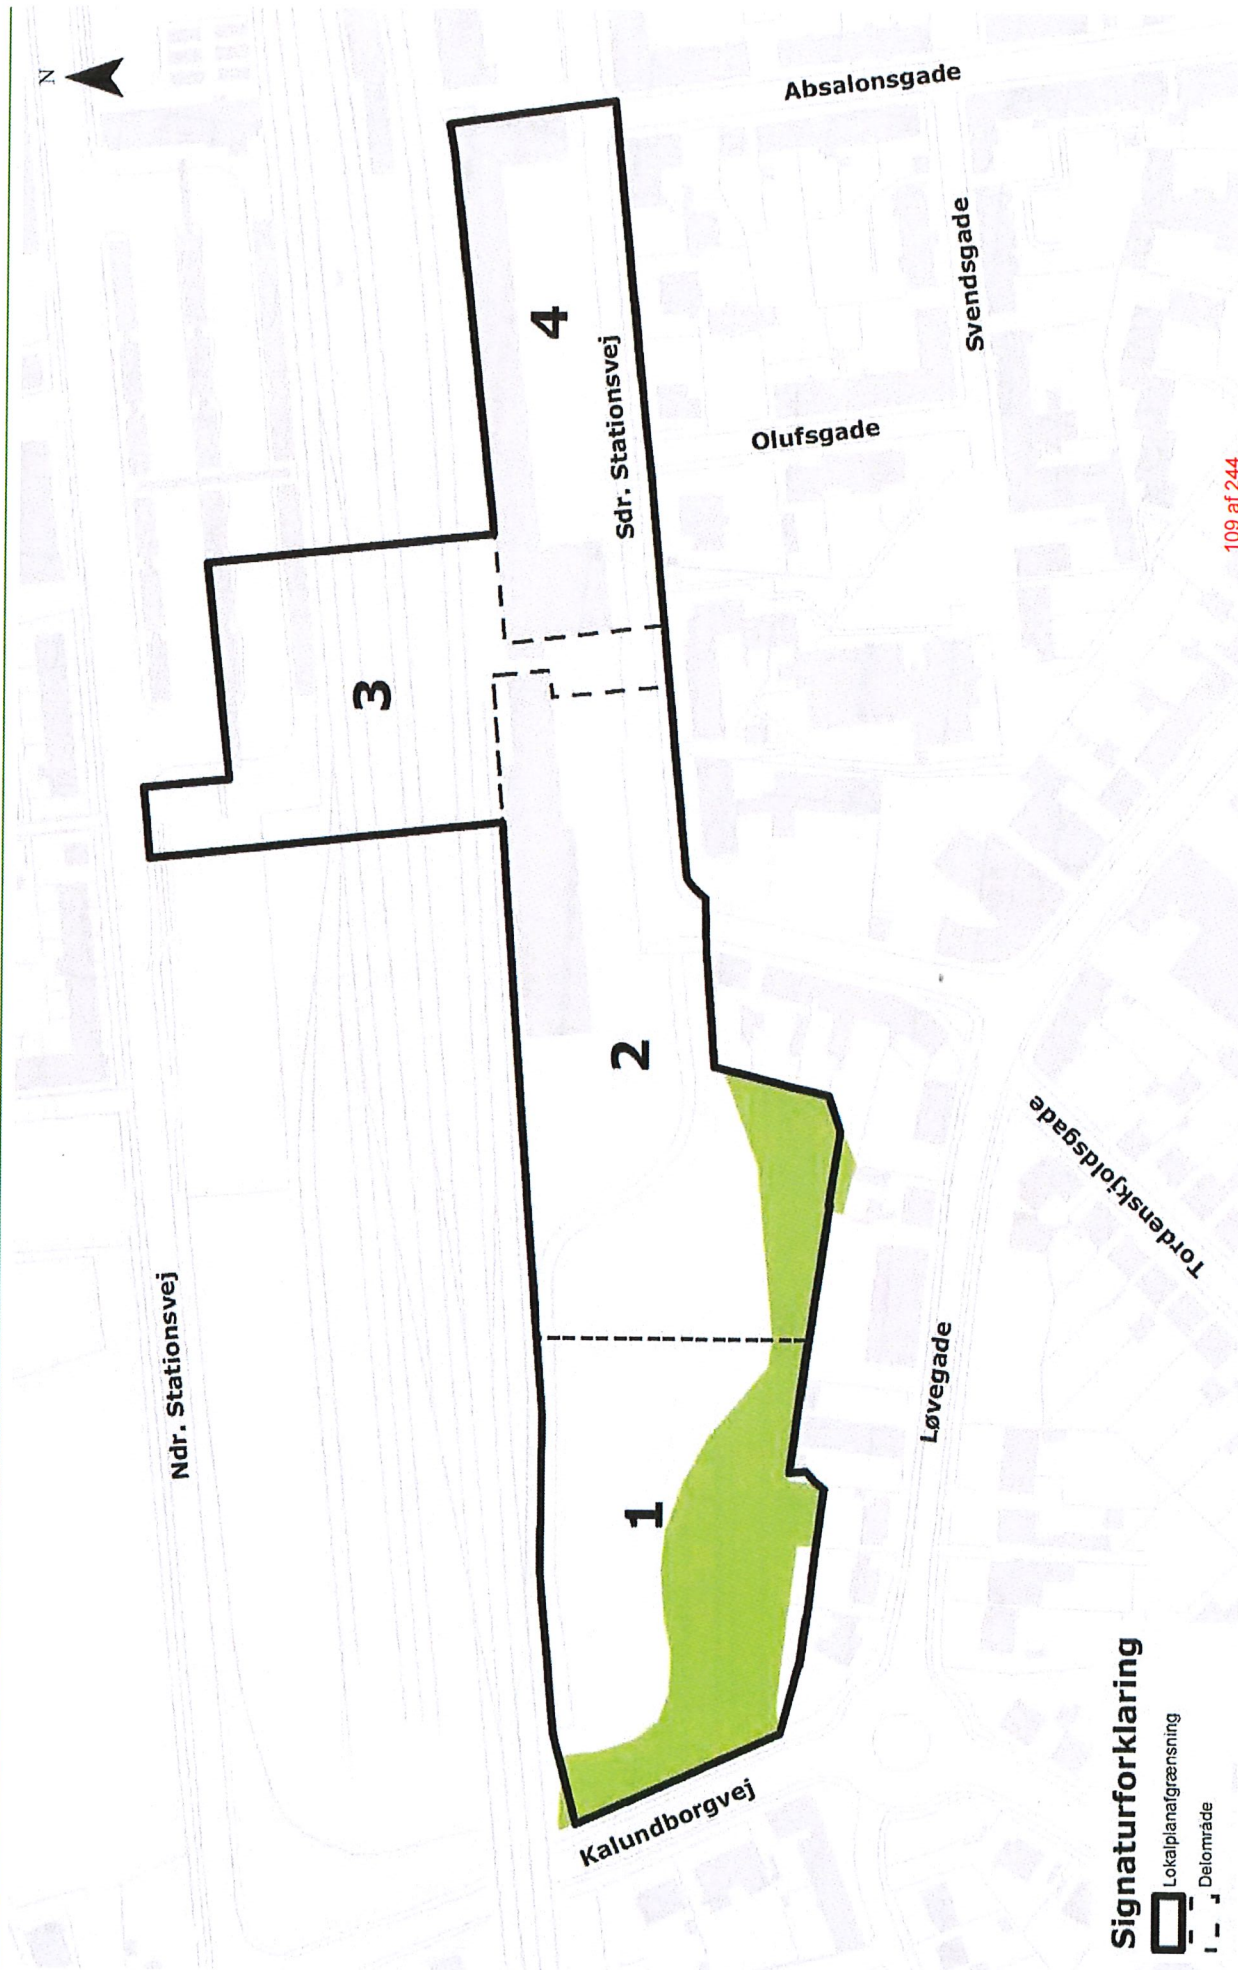 N
Absalonsgade
Svendsgade
4
Sdr. Stationsvej
Olufsgade
3
2
Tordenskjoldsgade
Ndr. Stationsvej
1
Løvegade
Kalundborgvej
Signaturforklaring
Lokalplanafgrænsning
Delområde
109 af 244